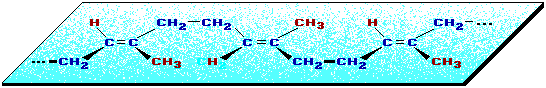 H CH₂ CH₂ CH₃ H CH₂ ---
C=C C=C C=C
--- CH₂ CH₃ H CH₂ CH₂ CH₃